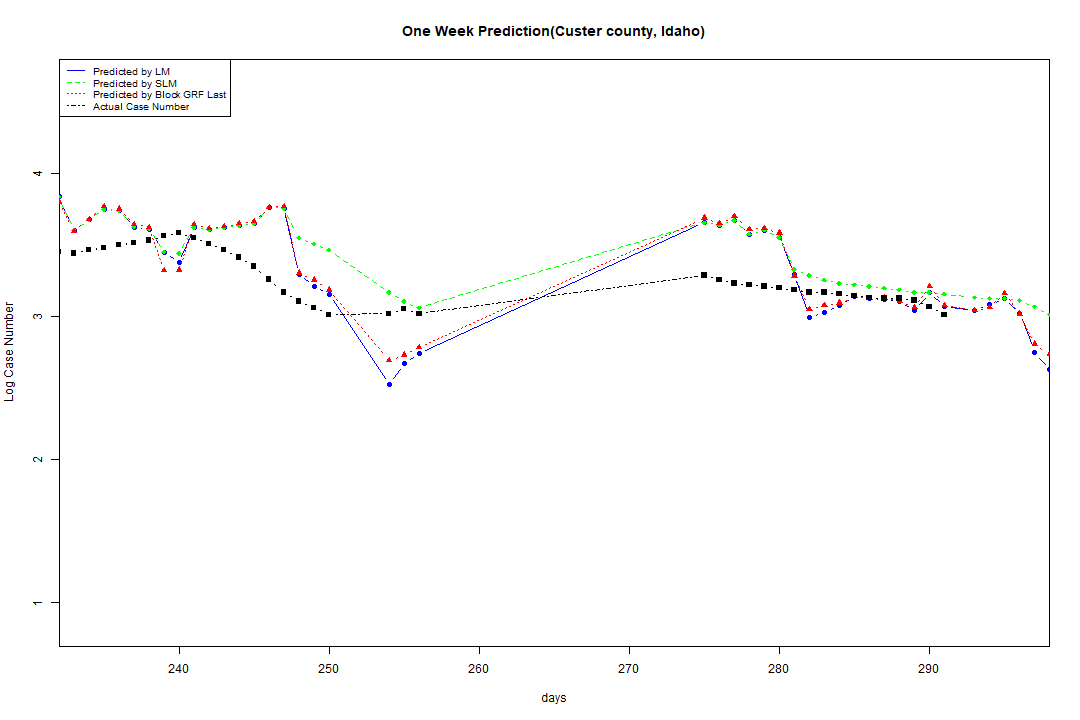 One Week Prediction(Custer county, Idaho)
Predicted by LM
Predicted by SLM
Predicted by Block GRF Last
Actual Case Number
4
3
2
1
Log Case Number
240 250 260 270 280 290
days